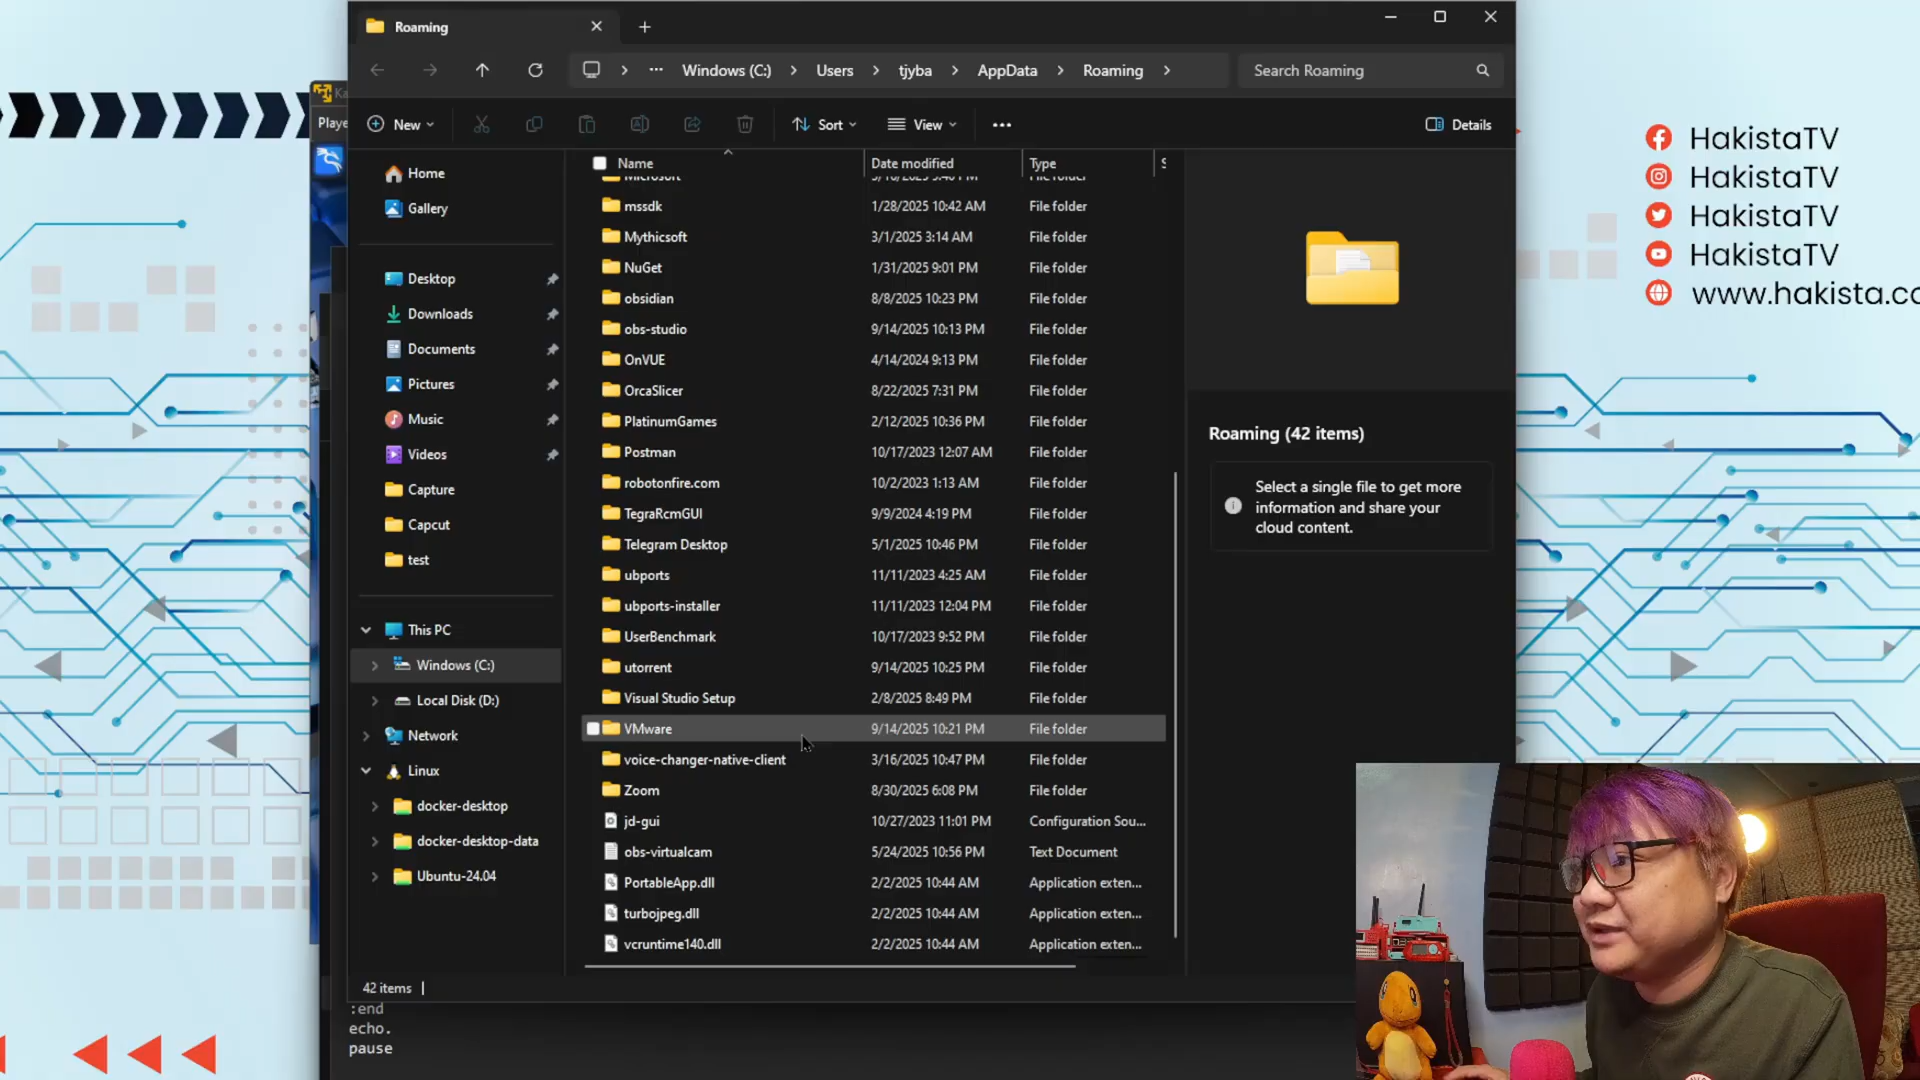 Roaming
Windows (C:) Users tjyba AppData Roaming
Search Roaming
Playe
New
Sort
View
Details
Name Date modified Type S
Home
Gallery
Desktop
Downloads
Documents
Pictures
Music
Videos
Capture
Capcut
test
This PC
Windows (C:)
Local Disk (D:)
Network
Linux
docker-desktop
docker-desktop-data
Ubuntu-24.04
mssdk 1/28/2025 10:42 AM File folder
Mythicsoft 3/1/2025 3:14 AM File folder
NuGet 1/31/2025 9:01 PM File folder
obsidian 8/8/2025 10:23 PM File folder
obs-studio 9/14/2025 10:13 PM File folder
OnVUE 4/14/2024 9:13 PM File folder
OrcaSlicer 8/22/2025 7:31 PM File folder
PlatinumGames 2/12/2025 10:36 PM File folder
Postman 10/17/2023 12:07 AM File folder
robotonfire.com 10/2/2023 1:13 AM File folder
TegraRcmGUI 9/9/2024 4:19 PM File folder
Telegram Desktop 5/1/2025 10:46 PM File folder
ubports 11/11/2023 4:25 AM File folder
ubports-installer 11/11/2023 12:04 PM File folder
UserBenchmark 10/17/2023 9:52 PM File folder
utorrent 9/14/2025 10:25 PM File folder
Visual Studio Setup 2/8/2025 8:49 PM File folder
VMware 9/14/2025 10:21 PM File folder
voice-changer-native-client 3/16/2025 10:47 PM File folder
Zoom 8/30/2025 6:08 PM File folder
jd-gui 10/27/2023 11:01 PM Configuration Sou...
obs-virtualcam 5/24/2025 10:56 PM Text Document
PortableApp.dll 2/2/2025 10:44 AM Application exten...
turbojpeg.dll 2/2/2025 10:44 AM Application exten...
vcruntime140.dll 2/2/2025 10:44 AM Application exten...
Roaming (42 items)
Select a single file to get more
information and share your
cloud content.
42 items
:end
echo.
pause
HakistaTV
HakistaTV
HakistaTV
HakistaTV
www.hakista.co